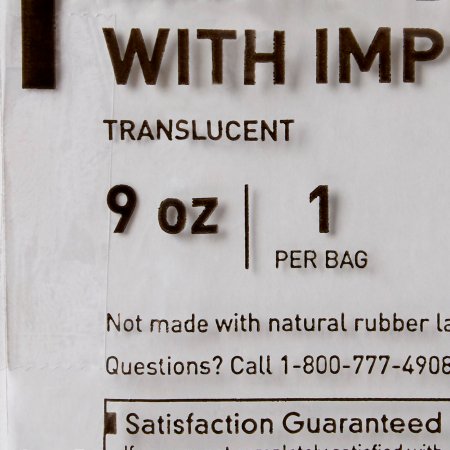 WITH IMP
TRANSLUCENT
9 oz 1
PER BAG
Not made with natural rubber la
Questions? Call 1-800-777-4908
Satisfaction Guaranteed